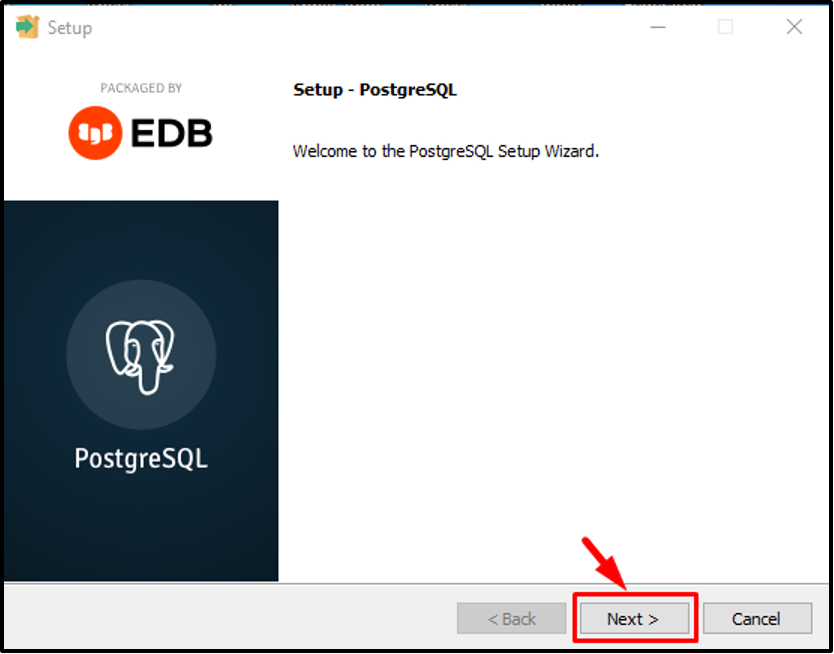 Setup
PACKAGED BY
EDB
Setup - PostgreSQL
Welcome to the PostgreSQL Setup Wizard.
PostgreSQL
< Back
Next >
Cancel